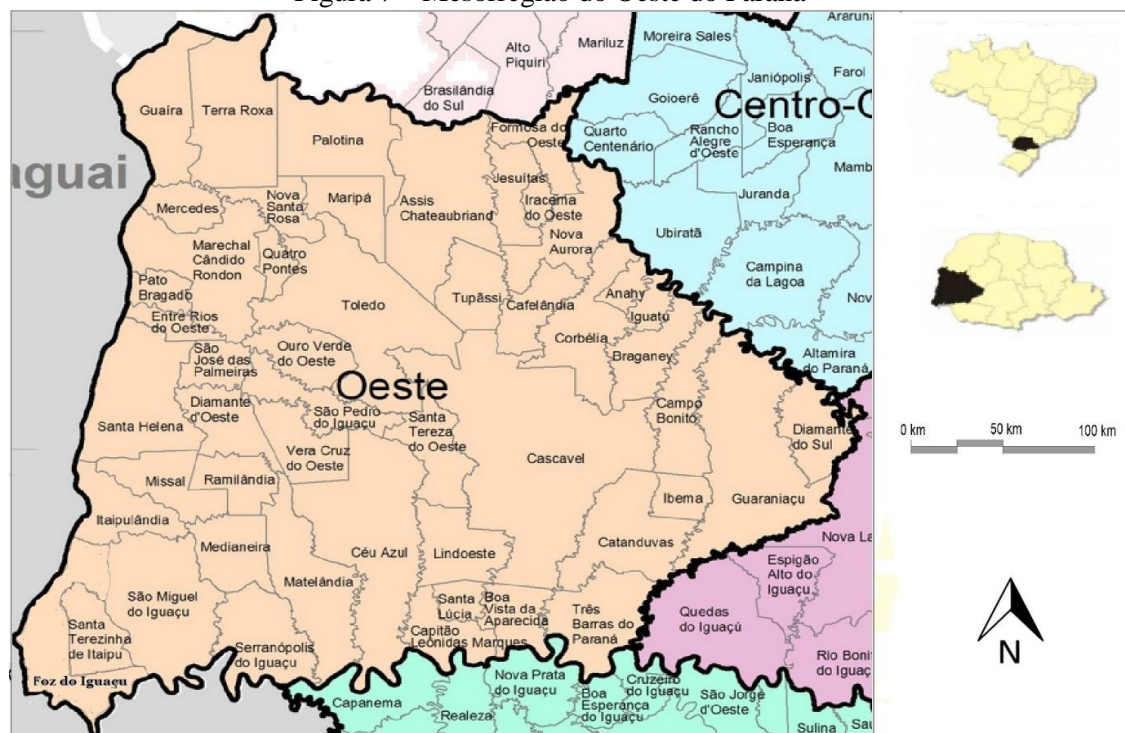 Figura 7 – Mesorregião do Oeste do Paraná
Araruna
Alto
Piquiri
Mariluz
Moreira Sales
Janiópolis
Farol
Brasilândia
do Sul
Goioerê
Centro-O
Guaíra
Terra Roxa
Palotina
Formosa do
Oeste
Quarto
Centenário
Rancho
Alegre
d'Oeste
Boa
Esperança
Mamb
aguai
Jesuítas
Mercedes
Nova
Santa
Rosa
Maripá
Assis
Chateaubriand
Iracema
do Oeste
Juranda
Nova
Aurora
Ubiratã
Marechal
Cândido
Rondon
Quatro
Pontes
Campina
da Lagoa
Pato
Bragado
Toledo
Tupãssi
Cafelândia
Anahy
Iguatu
Nov
Entre Rios
do Oeste
Corbélia
Braganey
Altamira
do Paraná
São
José das
Palmeiras
Ouro Verde
do Oeste
Oeste
Diamante
d'Oeste
São Pedro
do Iguaçu
Santa
Tereza
do Oeste
Campo
Bonito
Santa Helena
Diamante
do Sul
Vera Cruz
do Oeste
Cascavel
Missal
Ramilândia
Ibema
Guaraniaçu
Itaipulândia
Medianeira
Céu Azul
Lindoeste
Catanduvas
Nova La
Matelândia
Espigão
Alto do
Iguaçu
São Miguel
do Iguaçu
Santa
Lúcia
Boa
Vista da
Aparecida
Três
Barras do
Paraná
Quedas
do Iguaçú
Santa
Terezinha
de Itaipu
Capitão
Leônidas Marques
Serranópolis
do Iguaçu
Rio Bonit
do Iguaç
Foz do Iguaçu
Capanema
Realeza
Nova Prata
do Iguaçu
Boa
Esperança
do Iguaçu
Cruzeiro
do Iguaçu
São Jorge
d'Oeste
Sulina
Sau
0 km
50 km
100 km
N